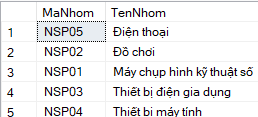 MaNhom TenNhom
1 NSP05 Điện thoại
2 NSP02 Đồ chơi
3 NSP01 Máy chụp hình kỹ thuật số
4 NSP03 Thiết bị điện gia dụng
5 NSP04 Thiết bị máy tính